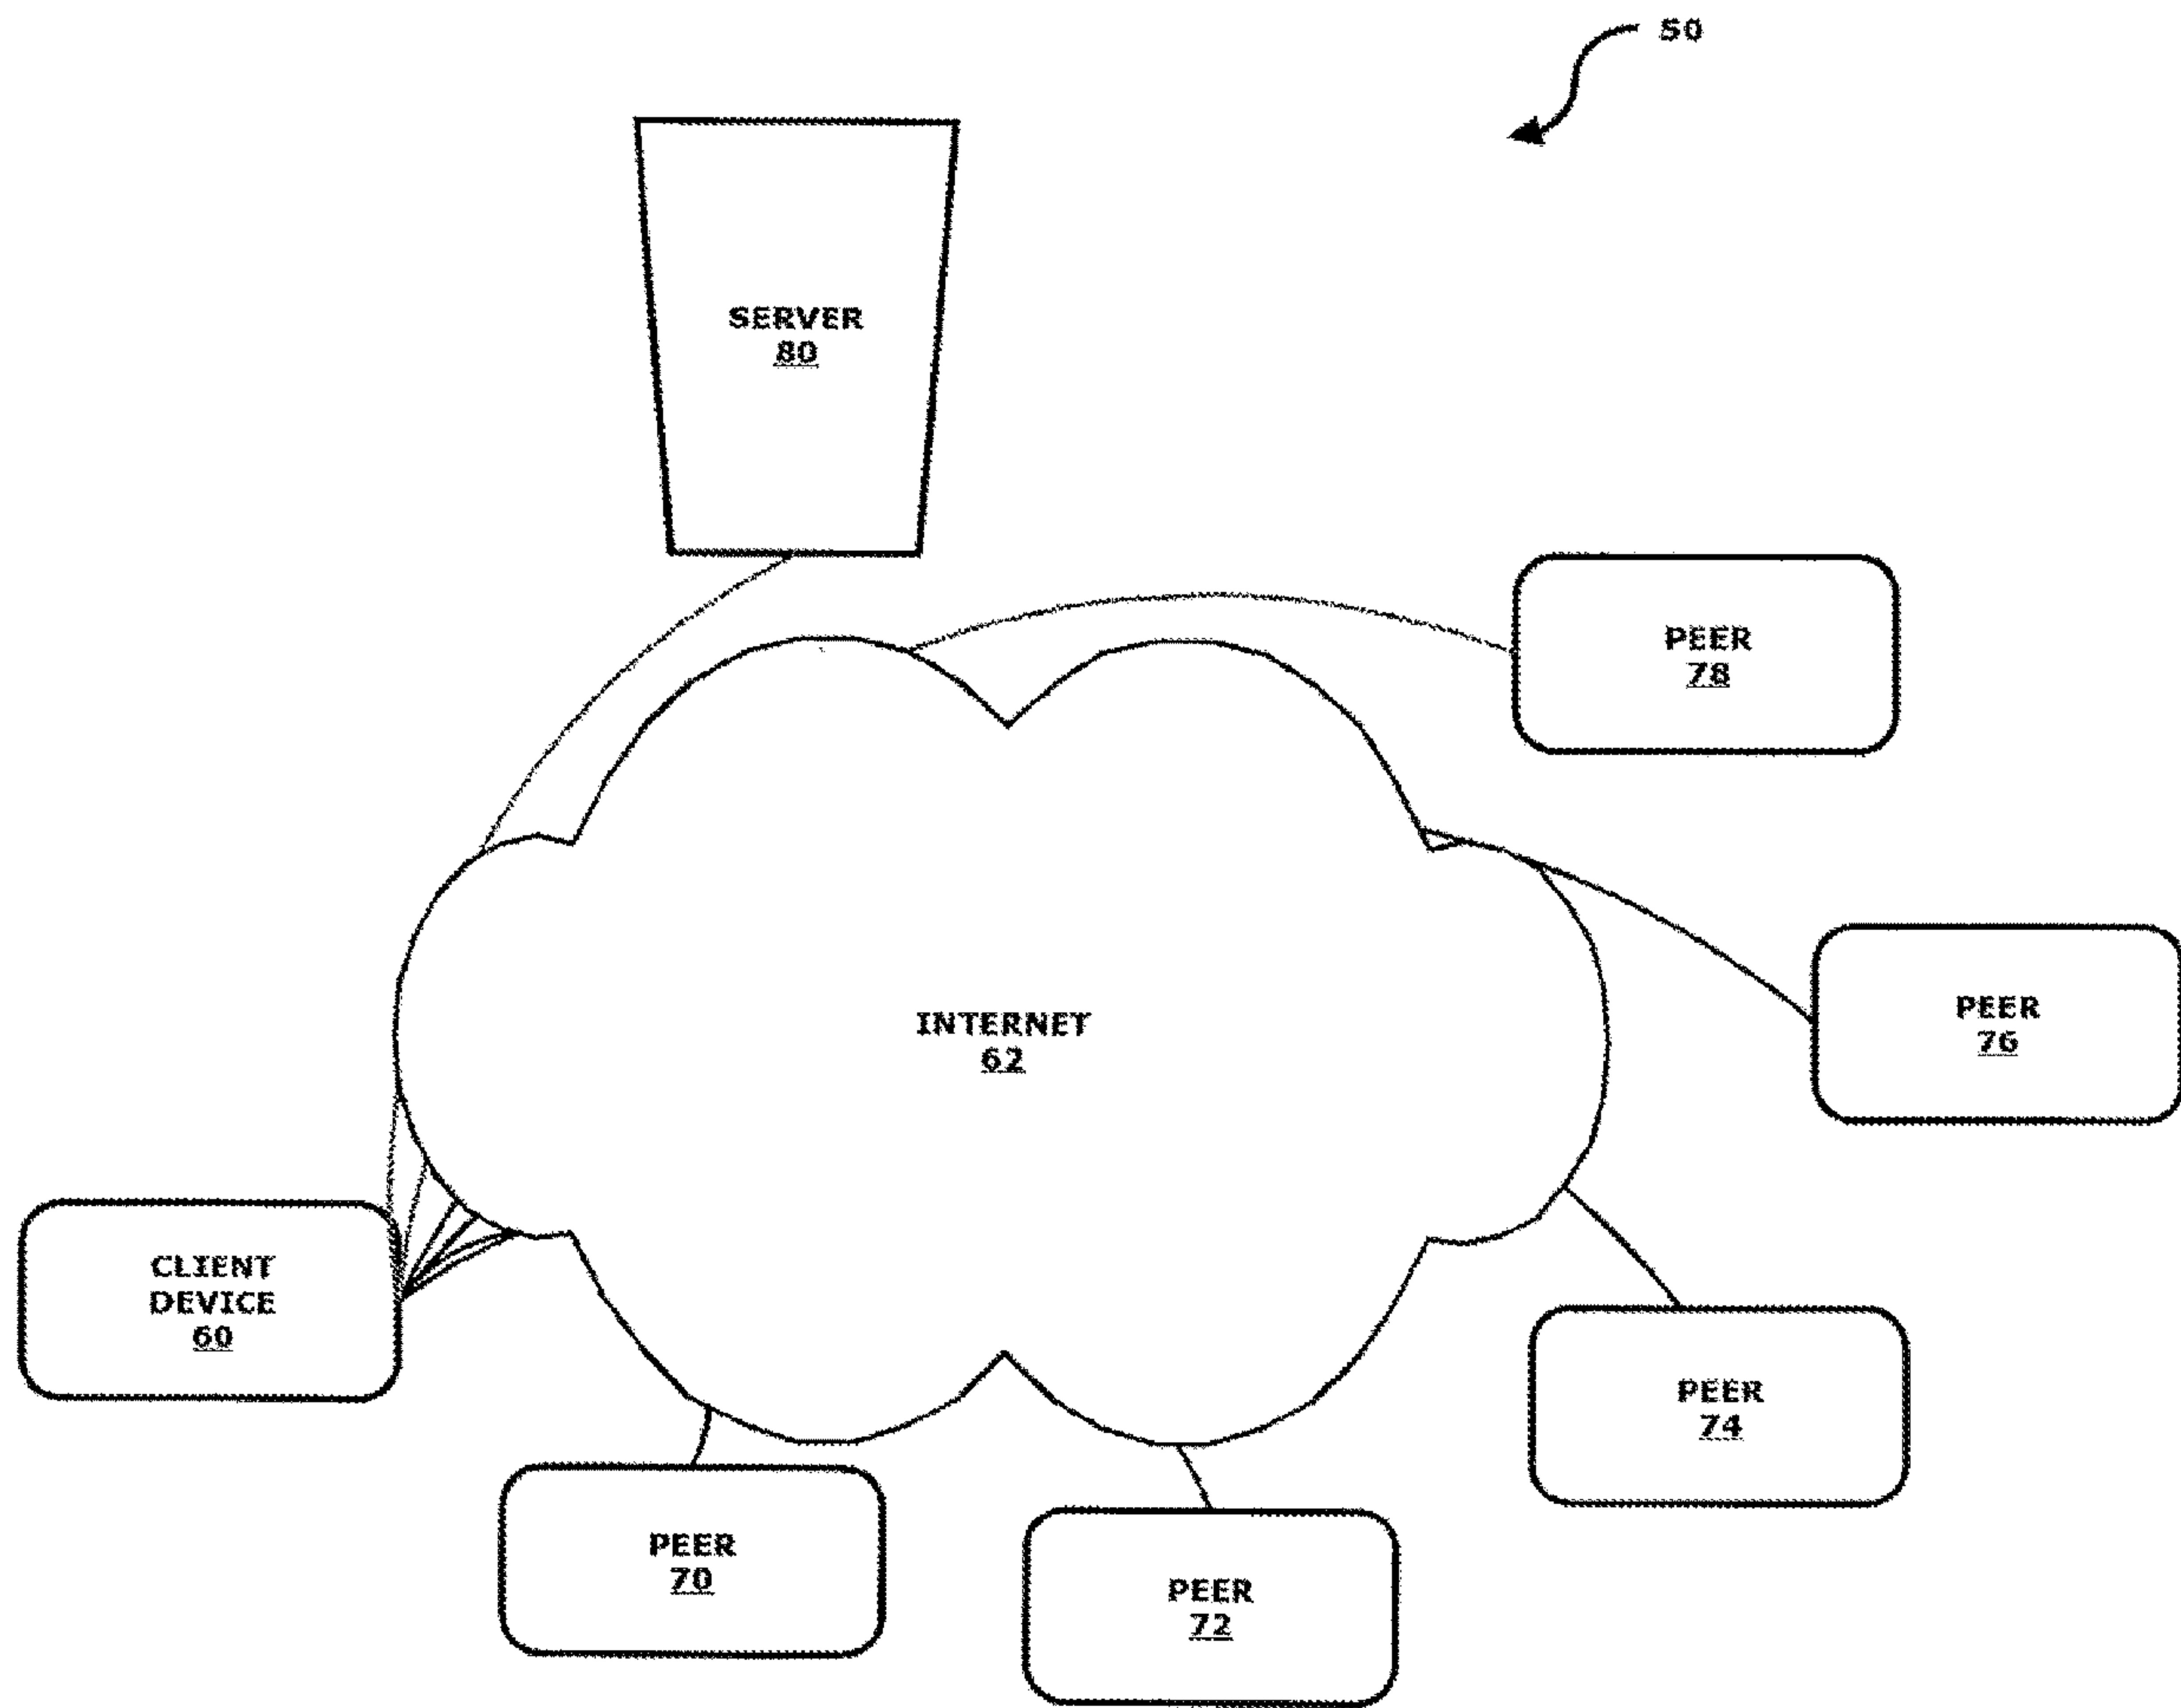 50
SERVER
80
PEER
78
INTERNET
62
PEER
76
CLIENT
DEVICE
60
PEER
74
PEER
70
PEER
72